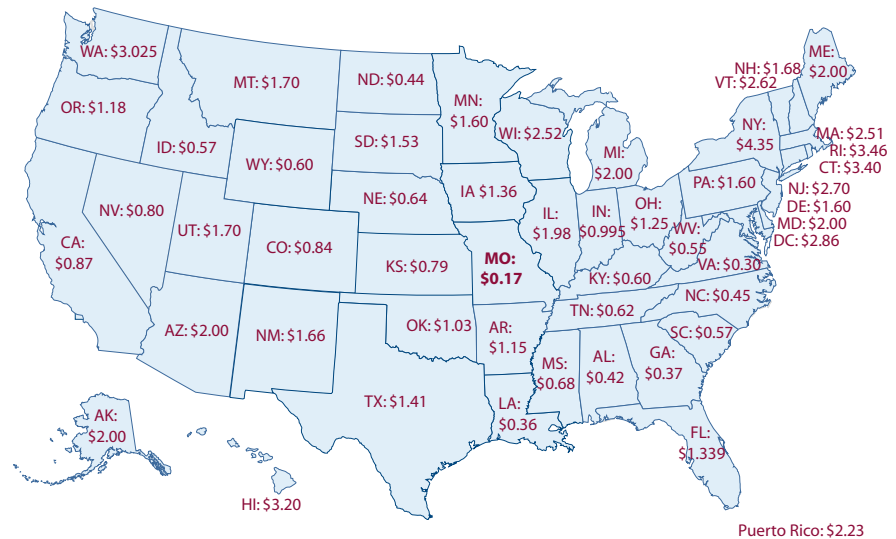 WA: $3.025
OR: $1.18
CA:
$0.87
ID: $0.57
NV: $0.80
MT: $1.70
WY: $0.60
UT: $1.70
AZ: $2.00
CO: $0.84
NM: $1.66
ND: $0.44
SD: $1.53
NE: $0.64
KS: $0.79
OK: $1.03
TX: $1.41
MN:
$1.60
IA $1.36
MO:
$0.17
AR:
$1.15
LA:
$0.36
WI: $2.52
IL:
$1.98
MI:
$2.00
IN:
$0.995
OH:
$1.25
KY: $0.60
TN: $0.62
MS:
$0.68
AL:
$0.42
GA:
$0.37
FL:
$1.339
SC: $0.57
NC: $0.45
VA: $0.30
WV:
$0.55
PA: $1.60
NY:
$4.35
NH: $1.68
VT: $2.62
ME:
$2.00
MA: $2.51
RI: $3.46
CT: $3.40
NJ: $2.70
DE: $1.60
MD: $2.00
DC: $2.86
AK:
$2.00
HI: $3.20
Puerto Rico: $2.23